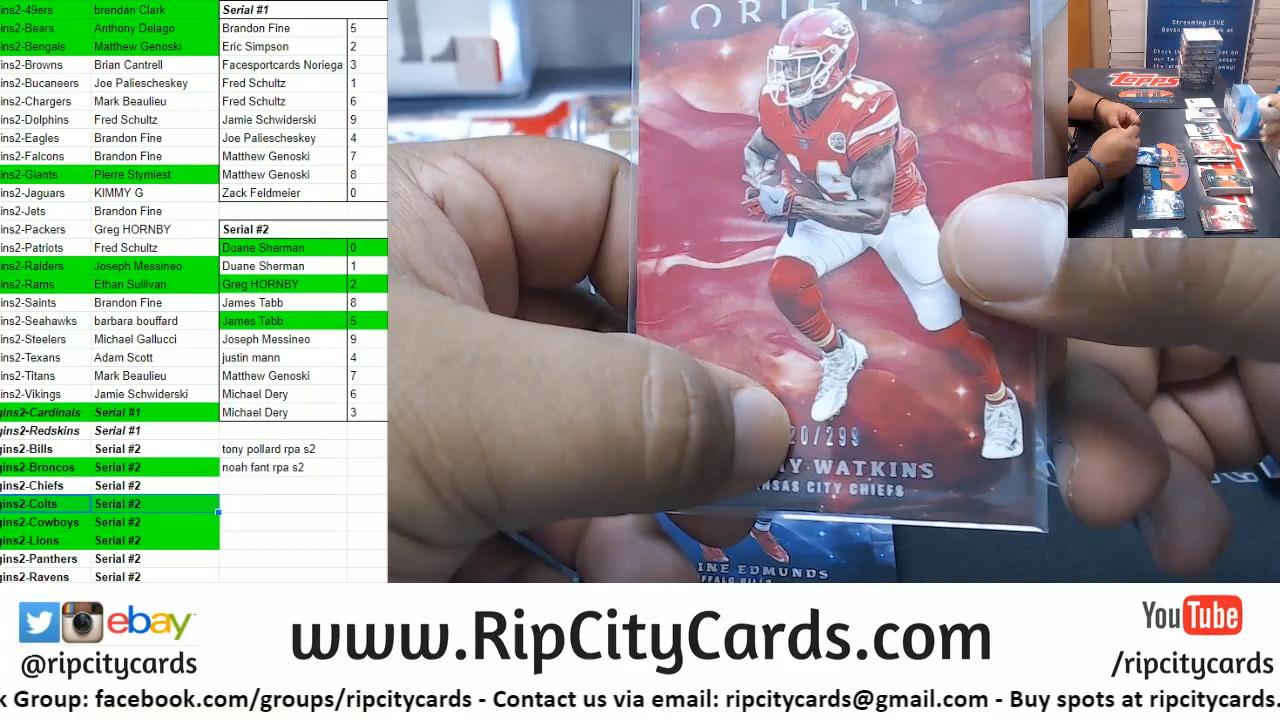 ins2-49ers brendan Clark Serial #1
ins2-Bears Anthony Delago Brandon Fine 5
ins2-Bengals Matthew Genoski Eric Simpson 2
ins2-Browns Brian Cantrell Facesportcards Noriega 3
ins2-Bucaneers Joe Paliescheskey Fred Schultz 1
ins2-Chargers Mark Beaulieu Fred Schultz 6
ins2-Dolphins Fred Schultz Jamie Schwiderski 9
ins2-Eagles Brandon Fine Joe Paliescheskey 4
ins2-Falcons Brandon Fine Matthew Genoski 7
ins2-Giants Pierre Stymiest Matthew Genoski 8
ins2-Jaguars KIMMY G Zack Feldmeier 0
ins2-Jets Brandon Fine
ins2-Packers Greg HORNBY Serial #2
ins2-Patriots Fred Schultz Duane Sherman 0
ins2-Raiders Joseph Messineo Duane Sherman 1
ins2-Rams Ethan Sullivan Greg HORNBY 2
ins2-Saints Brandon Fine James Tabb 8
ins2-Seahawks barbara bouffard James Tabb 5
ins2-Steelers Michael Gallucci Joseph Messineo 9
ins2-Texans Adam Scott justin mann 4
ins2-Titans Mark Beaulieu Matthew Genoski 7
ins2-Vikings Jamie Schwiderski Michael Dery 6
gins2-Cardinals Serial #1 Michael Dery 3
gins2-Redskins Serial #1
gins2-Bills Serial #2 tony pollard rpa s2
gins2-Broncos Serial #2 noah fant rpa s2
gins2-Chiefs Serial #2
gins2-Colts Serial #2
gins2-Cowboys Serial #2
gins2-Lions Serial #2
gins2-Panthers Serial #2
gins2-Ravens Serial #2
ORIGIN
14
20/299
Y WATKINS
NSAS CITY CHIEFS
INE EDMUNDS
FFALO BILLS
Streaming LIVE
Topps
ebay
@ripcitycards
www.RipCityCards.com
YouTube
/ripcitycards
k Group: facebook.com/groups/ripcitycards - Contact us via email: ripcitycards@gmail.com - Buy spots at ripcitycards.